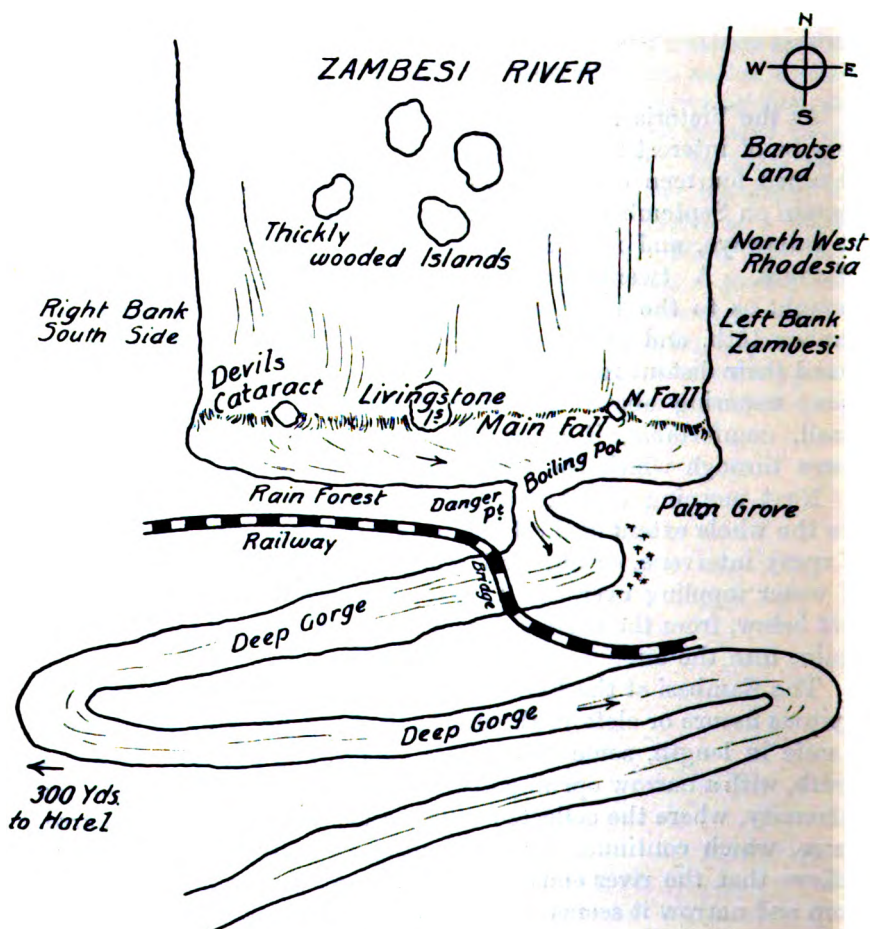 N
W E
S
ZAMBESI RIVER
Barotse
Land
Thickly
wooded Islands
North West
Rhodesia
Right Bank
South Side
Left Bank
Zambesi
Devils
Cataract
Livingstone
Is
Main Fall
N. Fall
Boiling Pot
Rain Forest
Danger
Pt.
Palm Grove
Railway
Bridge
Deep Gorge
Deep Gorge
300 Yds.
to Hotel